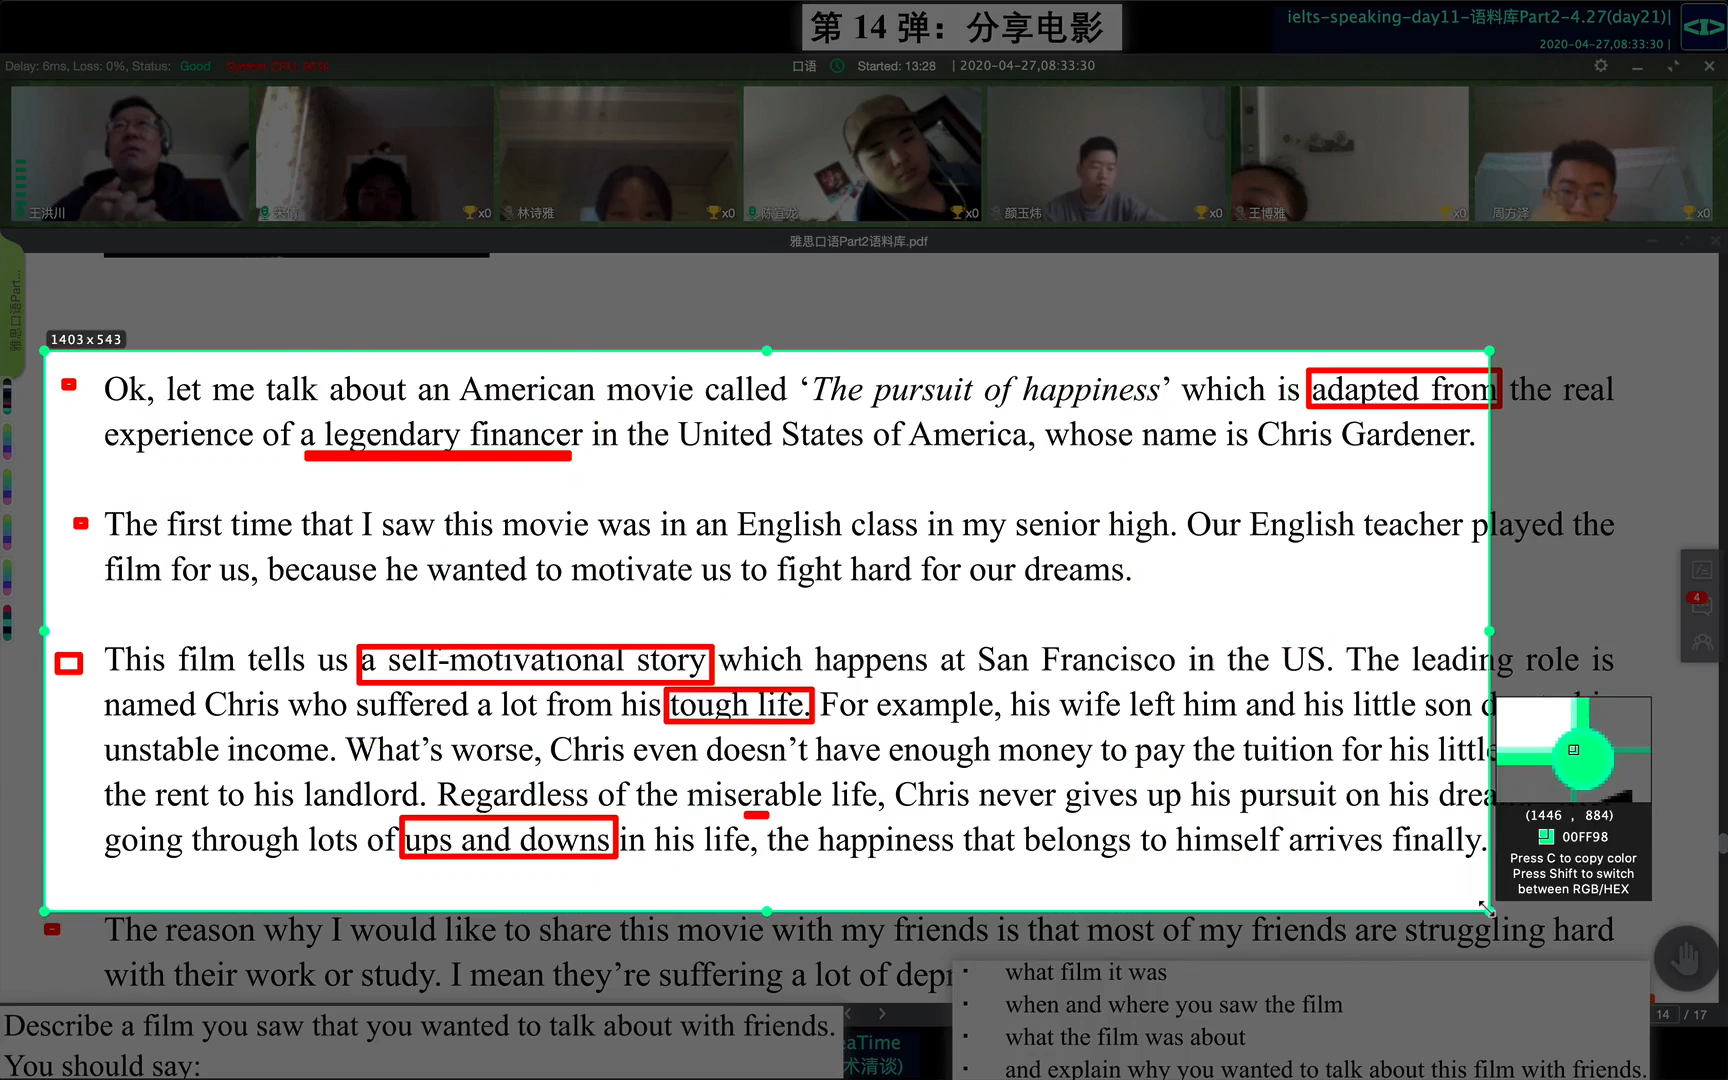 第 14 弹：分享电影
ielts-speaking-day11-语料库Part2-4.27(day21)|
2020-04-27,08:33:30 |
Delay: 6ms, Loss: 0%, Status: Good
口语 Started: 13:28 | 2020-04-27,08:33:30
王洪川
x0
林诗雅 x0
x0
颜玉炜 x0
王博雅 x0
周方泽 x0
雅思口语Part2语料库.pdf
雅思口语Part...
1403 x 543
Ok, let me talk about an American movie called ‘The pursuit of happiness’ which is adapted from the real
experience of a legendary financer in the United States of America, whose name is Chris Gardener.
The first time that I saw this movie was in an English class in my senior high. Our English teacher played the
film for us, because he wanted to motivate us to fight hard for our dreams.
This film tells us a self-motivational story which happens at San Francisco in the US. The leading role is
named Chris who suffered a lot from his tough life. For example, his wife left him and his little son
unstable income. What’s worse, Chris even doesn’t have enough money to pay the tuition for his little
the rent to his landlord. Regardless of the miserable life, Chris never gives up his pursuit on his
going through lots of ups and downs in his life, the happiness that belongs to himself arrives finally.
4
(1446 , 884)
00FF98
Press C to copy color
Press Shift to switch
between RGB/HEX
The reason why I would like to share this movie with my friends is that most of my friends are struggling hard
with their work or study. I mean they’re suffering a lot of
14 / 17
Describe a film you saw that you wanted to talk about with friends.
You should say:
eaTime
术清谈)
· what film it was
· when and where you saw the film
· what the film was about
· and explain why you wanted to talk about this film with friends.